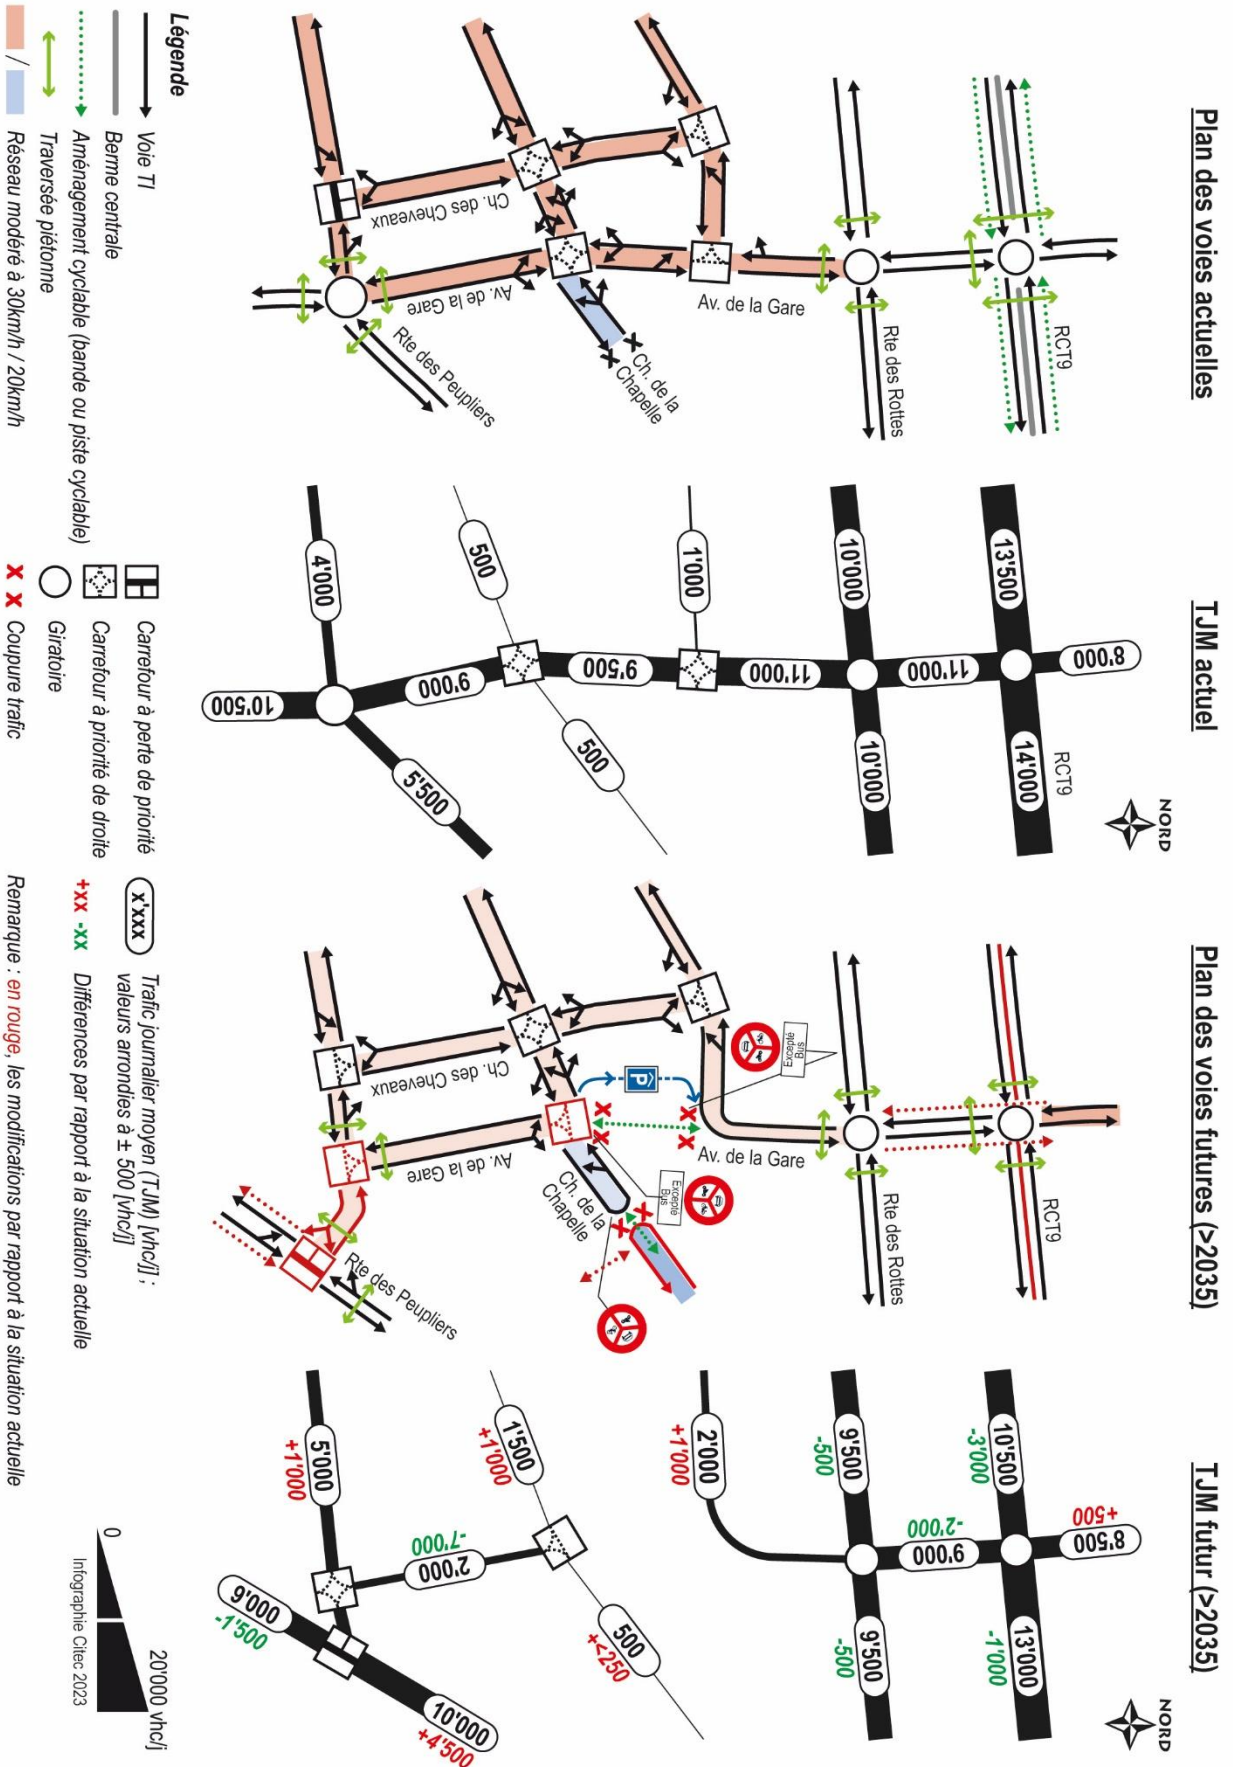 Plan des voies actuelles
RCT9
Rte des Rottes
Av. de la Gare
Ch. de la
Chapelle
Ch. des Cheveaux
Av. de la Gare
Rte des Peupliers
TJM actuel
NORD
8'000
RCT9
13'500
14'000
11'000
10'000
10'000
11'000
1'000
9'500
500
500
9'000
4'000
5'500
10'500
Plan des voies futures (>2035)
RCT9
Rte des Rottes
Excepté
Bus
Av. de la Gare
P
Excepté
Bus
Ch. de la
Chapelle
Ch. des Cheveaux
Av. de la Gare
Rte des Peupliers
TJM futur (>2035)
NORD
8'500
+500
10'500
-3'000
13'000
-1'000
9'000
-2'000
9'500
-500
9'500
-500
2'000
+1'000
1'500
+1'000
500
+<250
2'000
-7'000
5'000
+1'000
10'000
+4'500
9'000
-1'500
Légende
Voie TI
Berme centrale
Aménagement cyclable (bande ou piste cyclable)
Traversée piétonne
/ Réseau modéré à 30km/h / 20km/h
Carrefour à perte de priorité
Carrefour à priorité de droite
Giratoire
X X Coupure trafic
x'xxx Trafic journalier moyen (TJM) [vhc/j] ;
valeurs arrondies à ± 500 [vhc/j]
+xx -xx Différences par rapport à la situation actuelle
Remarque : en rouge, les modifications par rapport à la situation actuelle
0
20'000 vhc/j
Infographie Citec 2023